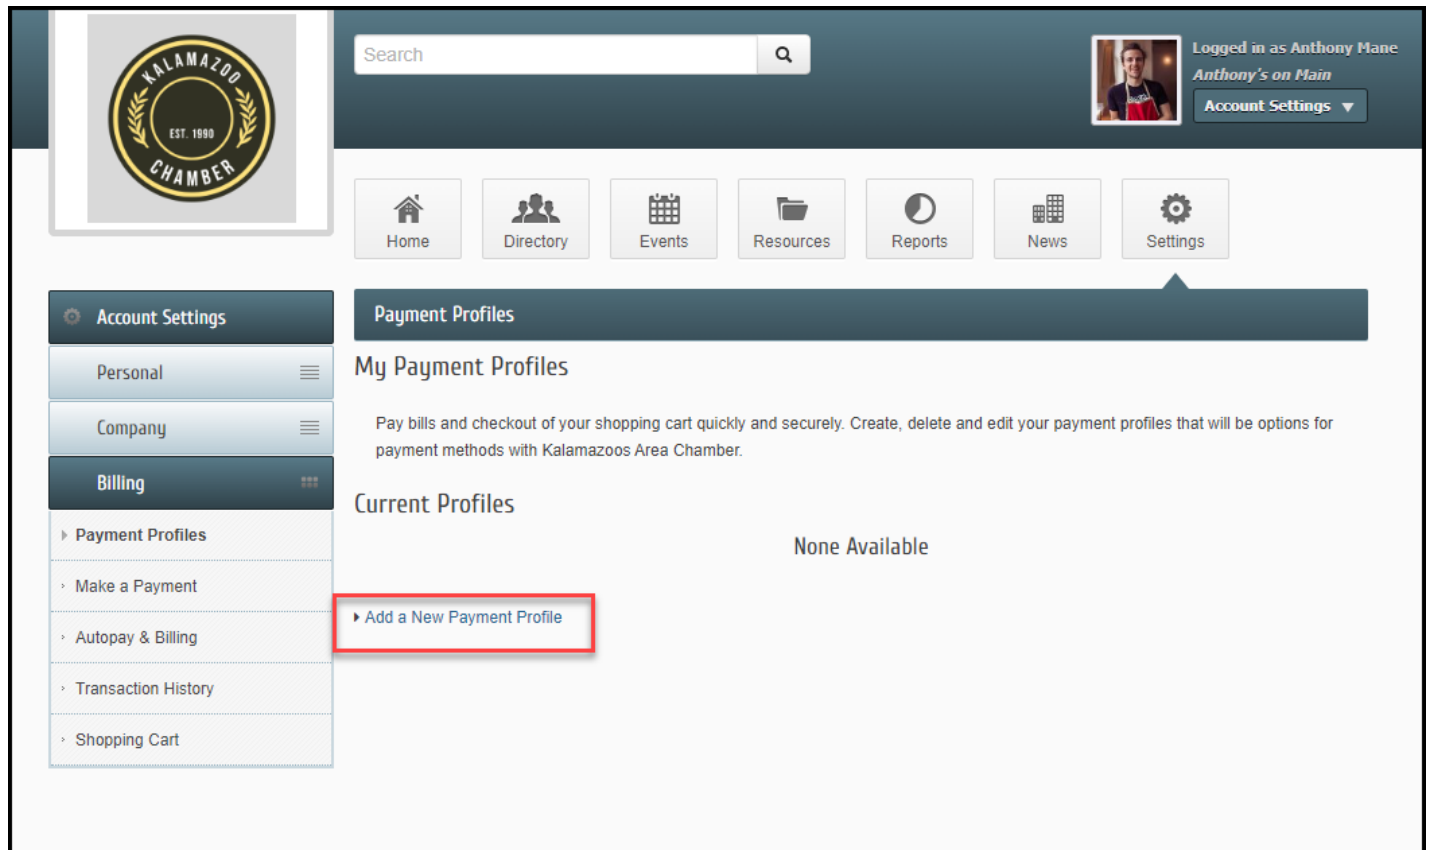 KALAMAZOO
EST. 1990
CHAMBER
Search
Logged in as Anthony Mane
Anthony's on Main
Account Settings
Home
Directory
Events
Resources
Reports
News
Settings
Account Settings
Personal
Company
Billing
Payment Profiles
Make a Payment
Autopay & Billing
Transaction History
Shopping Cart
Payment Profiles
My Payment Profiles
Pay bills and checkout of your shopping cart quickly and securely. Create, delete and edit your payment profiles that will be options for
payment methods with Kalamazoos Area Chamber.
Current Profiles
None Available
Add a New Payment Profile